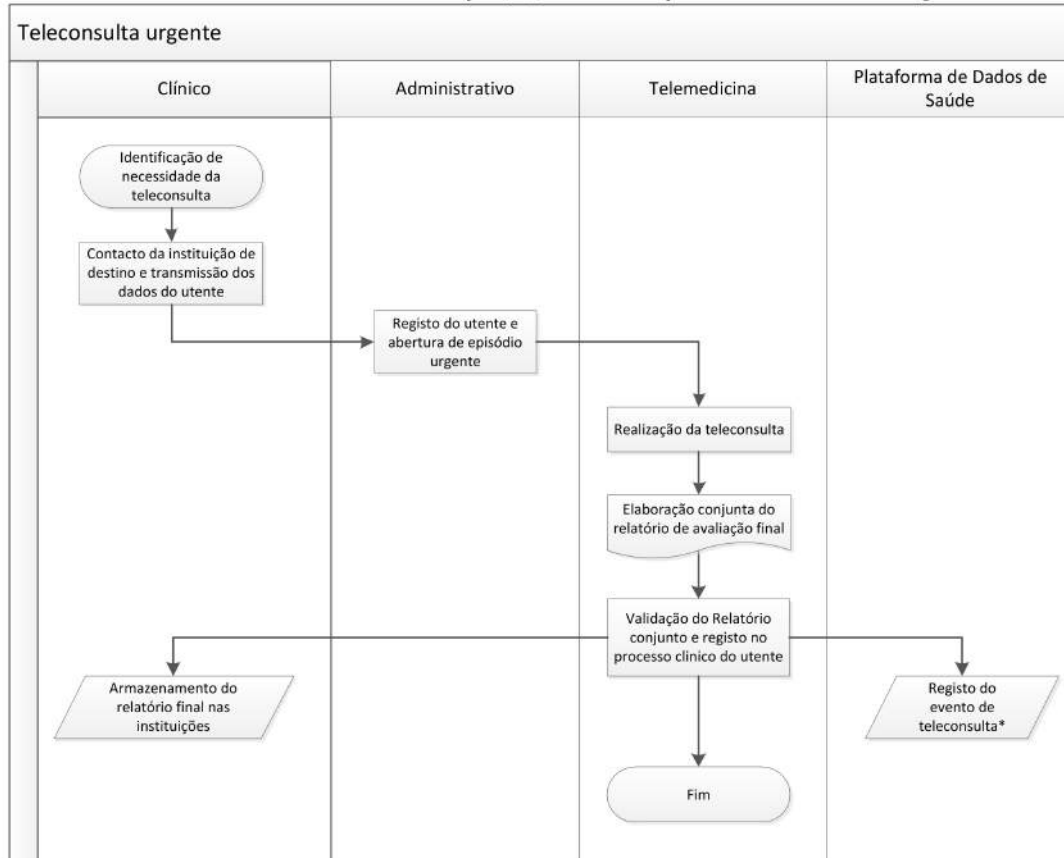 Teleconsulta urgente
Clínico
Administrativo
Telemedicina
Plataforma de Dados de
Saúde
Identificação de
necessidade da
teleconsulta
Contacto da instituição de
destino e transmissão dos
dados do utente
Registo do utente e
abertura de episódio
urgente
Realização da teleconsulta
Elaboração conjunta do
relatório de avaliação final
Validação do Relatório
conjunto e registo no
processo clinico do utente
Armazenamento do
relatório final nas
instituições
Registo do
evento de
teleconsulta*
Fim